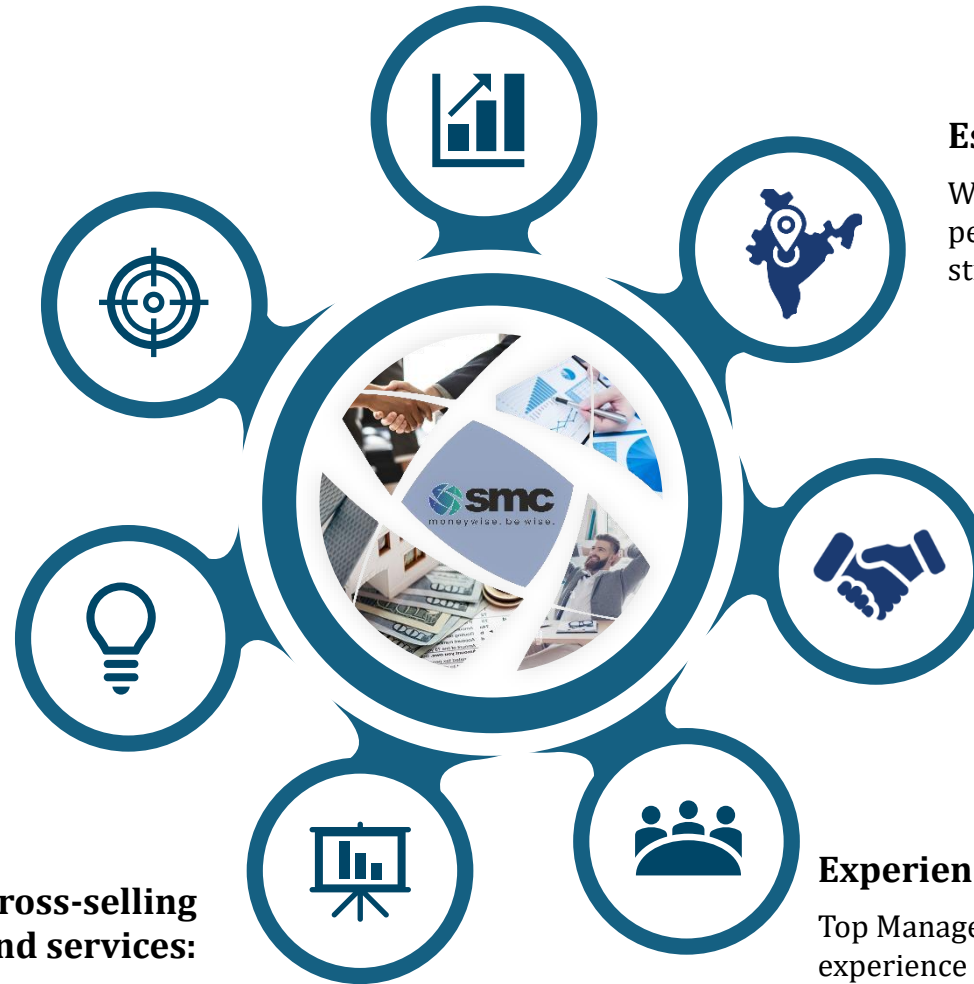 Es
W
pe
st
smc
moneywise. be wise.
ross-selling
nd services:
Experien
Top Manage
experience